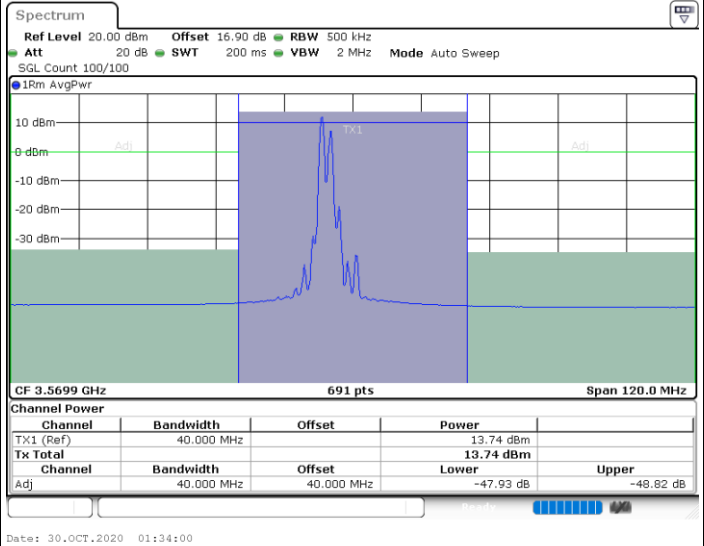 Spectrum
Ref Level 20.00 dBm Offset 16.90 dB RBW 500 kHz
Att 20 dB SWT 200 ms VBW 2 MHz Mode Auto Sweep
SGL Count 100/100
1Rm AvgPwr
10 dBm
TX1
Adj
Adj
0 dBm
-10 dBm
-20 dBm
-30 dBm
CF 3.5699 GHz 691 pts Span 120.0 MHz
Channel Power
Channel Bandwidth Offset Power
TX1 (Ref) 40.000 MHz 13.74 dBm
Tx Total 13.74 dBm
Channel Bandwidth Offset Lower Upper
Adj 40.000 MHz 40.000 MHz -47.93 dB -48.82 dB
Ready
Date: 30.OCT.2020 01:34:00